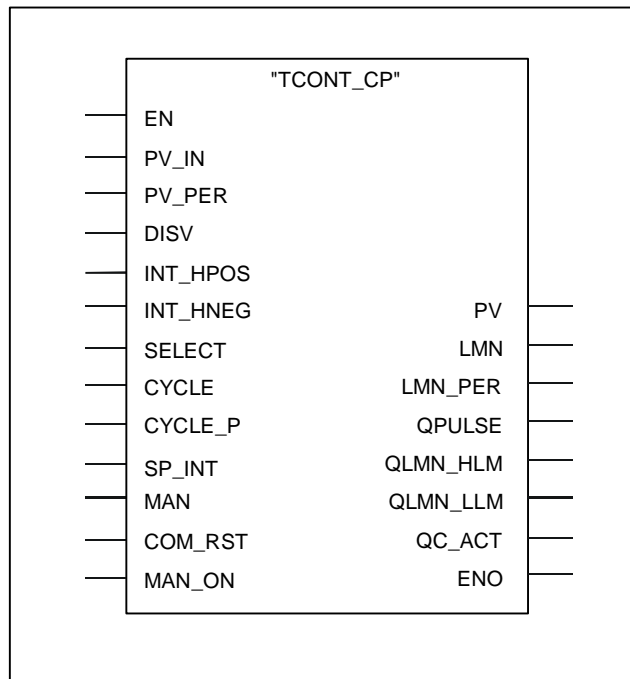 "TCONT_CP"
EN
PV_IN
PV_PER
DISV
INT_HPOS
INT_HNEG
PV
SELECT
LMN
CYCLE
LMN_PER
CYCLE_P
QPULSE
SP_INT
QLMN_HLM
MAN
QLMN_LLM
COM_RST
QC_ACT
MAN_ON
ENO